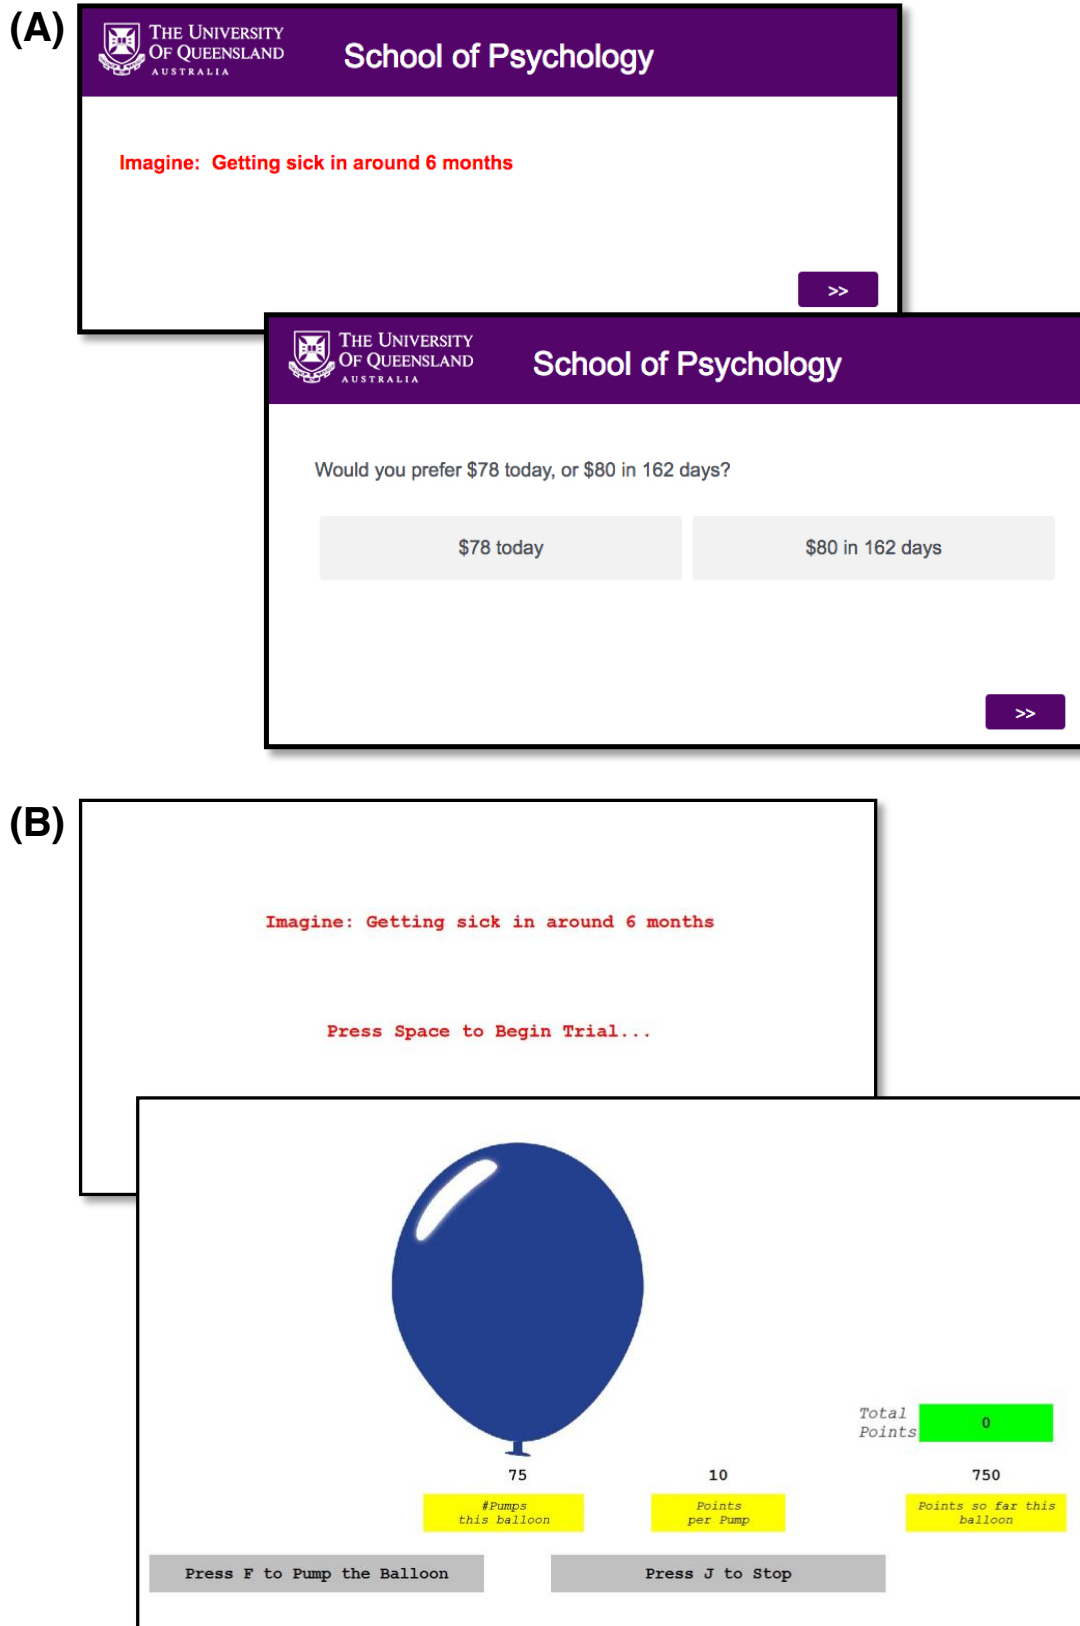 (A)
THE UNIVERSITY
OF QUEENSLAND
AUSTRALIA
School of Psychology
Imagine: Getting sick in around 6 months
>>
THE UNIVERSITY
OF QUEENSLAND
AUSTRALIA
School of Psychology
Would you prefer $78 today, or $80 in 162 days?
$78 today
$80 in 162 days
>>
(B)
Imagine: Getting sick in around 6 months
Press Space to Begin Trial...
Total
Points
0
75
10
750
#Pumps
this balloon
Points
per Pump
Points so far this
balloon
Press F to Pump the Balloon
Press J to Stop